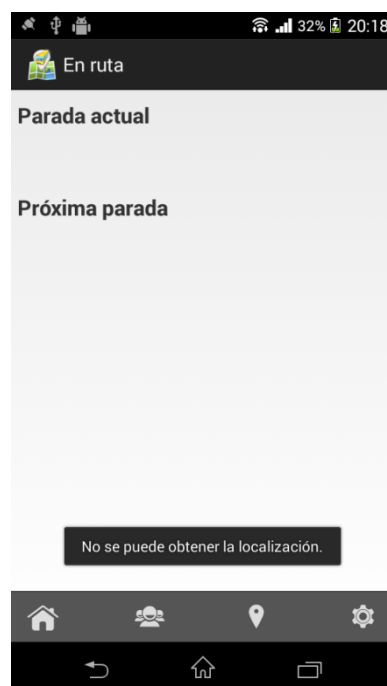 32% 20:18
En ruta
Parada actual
Próxima parada
No se puede obtener la localización.